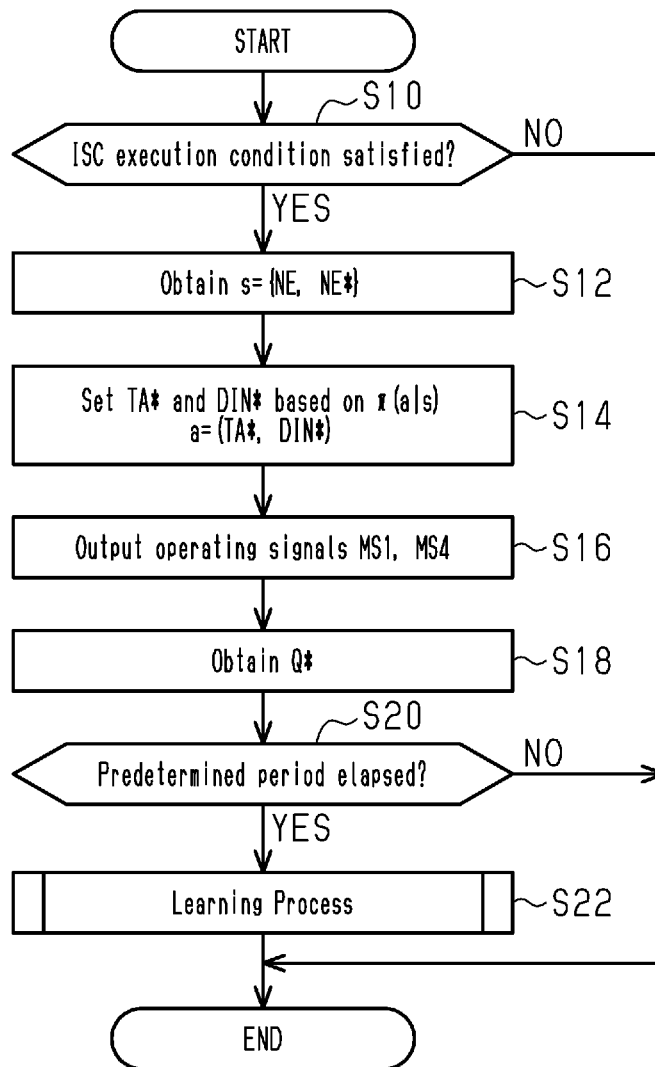 START
S10
ISC execution condition satisfied?
NO
YES
Obtain s={NE, NE*}
S12
Set TA* and DIN* based on π(a|s)
a=(TA*, DIN*)
S14
Output operating signals MS1, MS4
S16
Obtain Q*
S18
S20
Predetermined period elapsed?
NO
YES
Learning Process
S22
END